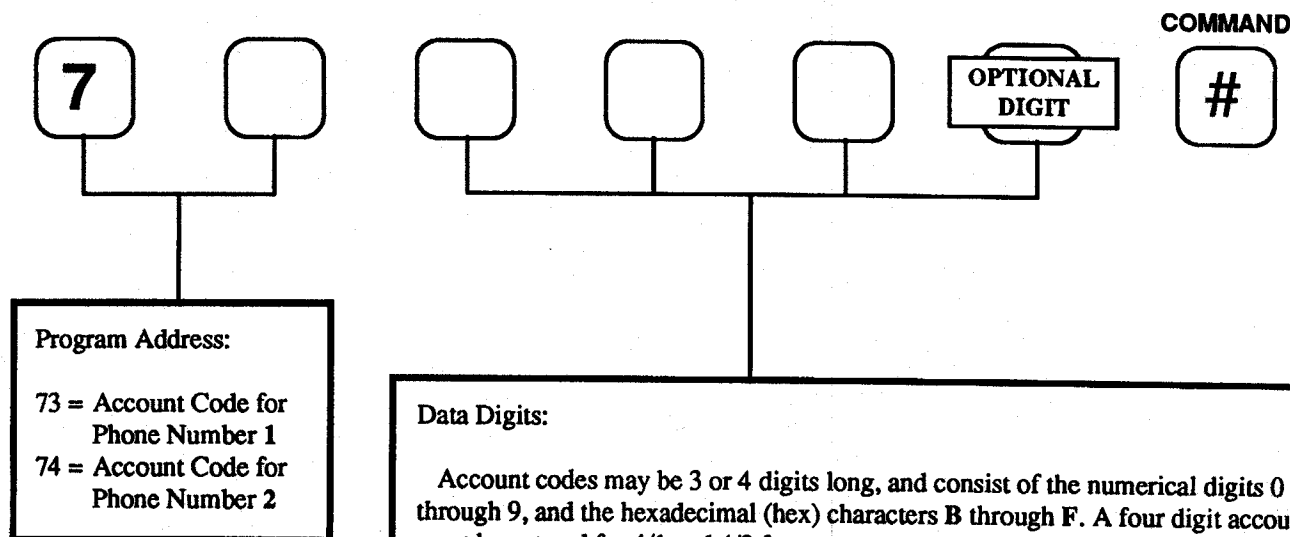 COMMAND
7
OPTIONAL
DIGIT
#
Program Address:
73 = Account Code for
Phone Number 1
74 = Account Code for
Phone Number 2
Data Digits:
Account codes may be 3 or 4 digits long, and consist of the numerical digits 0
through 9, and the hexadecimal (hex) characters B through F. A four digit accou